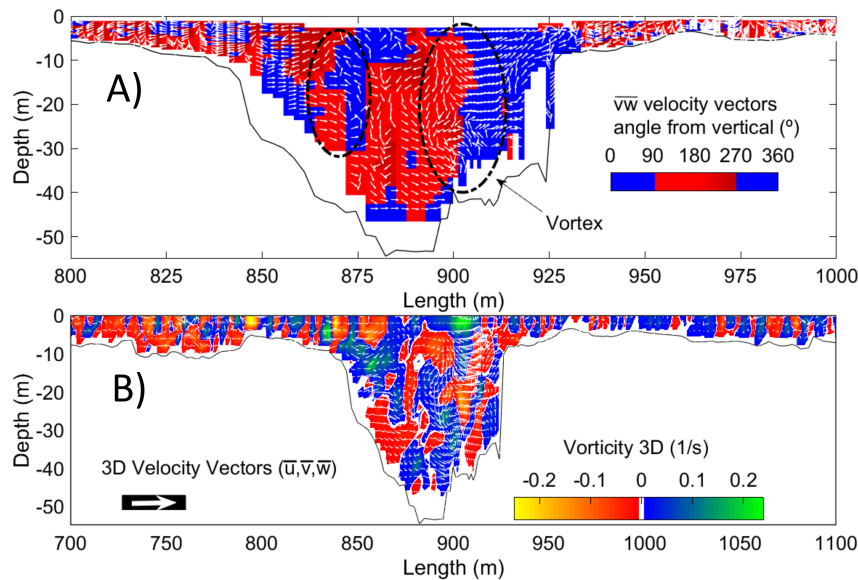 0
-10
-20
-30
-40
-50
Depth (m)
A)
v̅w̅ velocity vectors
angle from vertical (º)
0 90 180 270 360
Vortex
800 825 850 875 900 925 950 975 1000
Length (m)
0
-10
-20
-30
-40
-50
Depth (m)
B)
3D Velocity Vectors (u̅,v̅,w̅)
Vorticity 3D (1/s)
-0.2 -0.1 0 0.1 0.2
700 750 800 850 900 950 1000 1050 1100
Length (m)